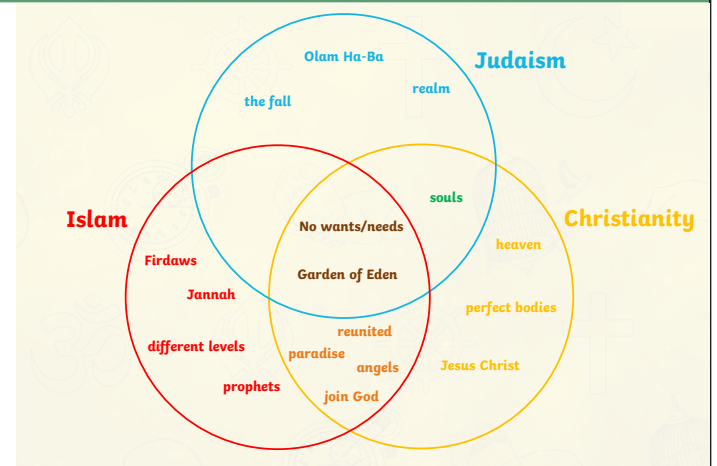 Olam Ha-Ba
Judaism
realm
the fall
souls
Islam
Christianity
No wants/needs
heaven
Firdaws
Garden of Eden
Jannah
perfect bodies
reunited
different levels
paradise
angels
Jesus Christ
prophets
join God